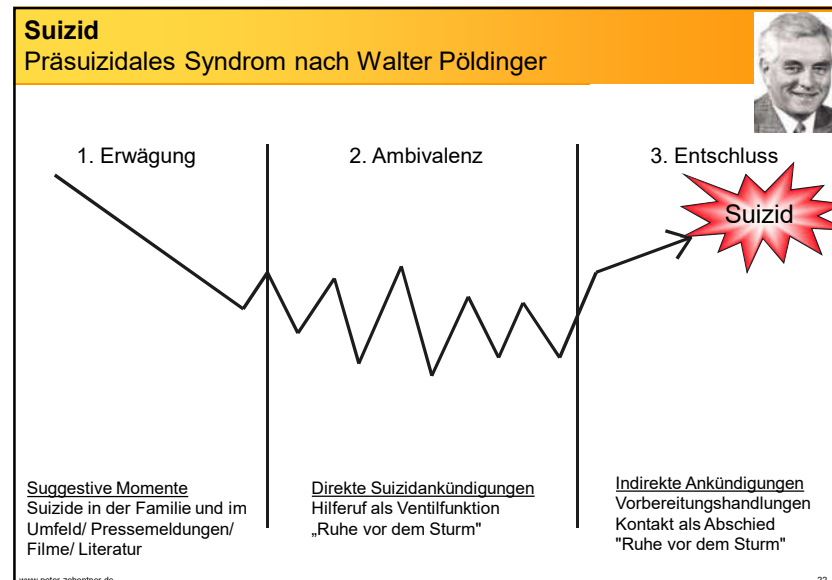 Suizid
Präsuizidales Syndrom nach Walter Pöldinger
1. Erwägung
2. Ambivalenz
3. Entschluss
Suizid
Suggestive Momente
Suizide in der Familie und im
Umfeld/ Pressemeldungen/
Filme/ Literatur
Direkte Suizidankündigungen
Hilferuf als Ventilfunktion
„Ruhe vor dem Sturm"
Indirekte Ankündigungen
Vorbereitungshandlungen
Kontakt als Abschied
"Ruhe vor dem Sturm"